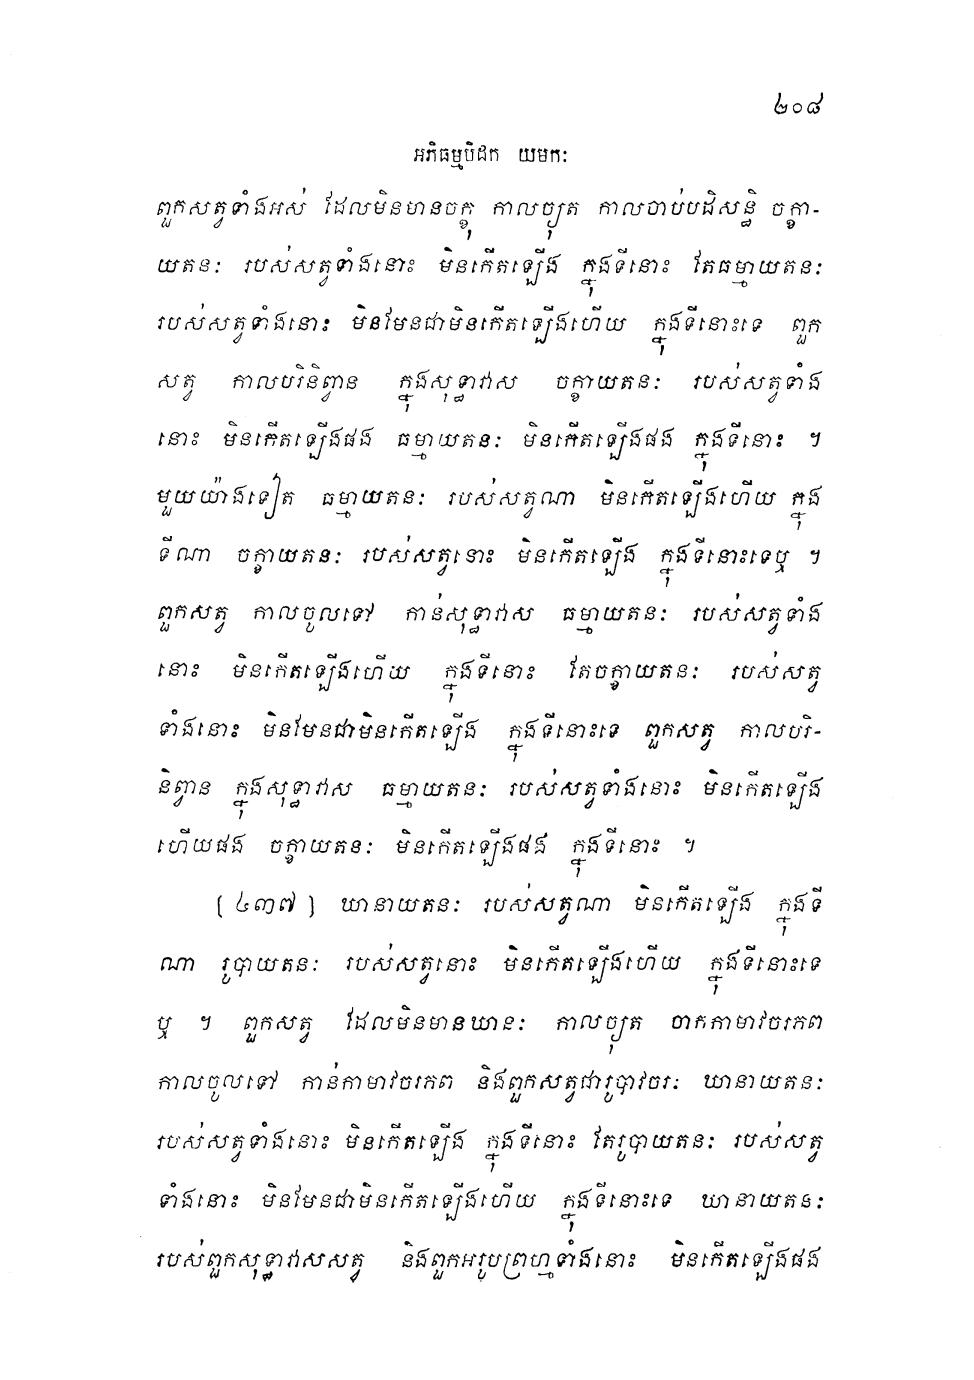 ២០៨
អភិធម្មបិដក យមកៈ
ពួកសត្វទាំងអស់ ដែលមិនមានចក្ខុ កាលច្យុត កាលចាប់បដិសន្ធិ ចក្ខា-
យតនៈ របស់សត្វទាំងនោះ មិនកើតឡើង ក្នុងទីនោះ តែធម្មាយតនៈ
របស់សត្វទាំងនោះ មិនមែនជាមិនកើតឡើងហើយ ក្នុងទីនោះទេ ពួក
សត្វ កាលបរិនិព្វាន ក្នុងសុទ្ធាវាស ចក្ខាយតនៈ របស់សត្វទាំង
នោះ មិនកើតឡើងផង ធម្មាយតនៈ មិនកើតឡើងផង ក្នុងទីនោះ ។
មួយយ៉ាងទៀត ធម្មាយតនៈ របស់សត្វណា មិនកើតឡើងហើយ ក្នុង
ទីណា ចក្ខាយតនៈ របស់សត្វនោះ មិនកើតឡើង ក្នុងទីនោះទេឬ ។
ពួកសត្វ កាលចូលទៅ កាន់សុទ្ធាវាស ធម្មាយតនៈ របស់សត្វទាំង
នោះ មិនកើតឡើងហើយ ក្នុងទីនោះ តែចក្ខាយតនៈ របស់សត្វ
ទាំងនោះ មិនមែនជាមិនកើតឡើង ក្នុងទីនោះទេ ពួកសត្វ កាលបរិ-
និព្វាន ក្នុងសុទ្ធាវាស ធម្មាយតនៈ របស់សត្វទាំងនោះ មិនកើតឡើង
ហើយផង ចក្ខាយតនៈ មិនកើតឡើងផង ក្នុងទីនោះ ។
[ ៤៣៧ ] ឃានាយតនៈ របស់សត្វណា មិនកើតឡើង ក្នុងទី
ណា រូបាយតនៈ របស់សត្វនោះ មិនកើតឡើងហើយ ក្នុងទីនោះទេ
ឬ ។ ពួកសត្វ ដែលមិនមានឃានៈ កាលច្យុត ចាកកាមាវចរភព
កាលចូលទៅ កាន់កាមាវចរភព និងពួកសត្វជារូបាវចរៈ ឃានាយតនៈ
របស់សត្វទាំងនោះ មិនកើតឡើង ក្នុងទីនោះ តែរូបាយតនៈ របស់សត្វ
ទាំងនោះ មិនមែនជាមិនកើតឡើងហើយ ក្នុងទីនោះទេ ឃានាយតនៈ
របស់ពួកសុទ្ធាវាសសត្វ និងពួកអរូបព្រហ្មទាំងនោះ មិនកើតឡើងផង